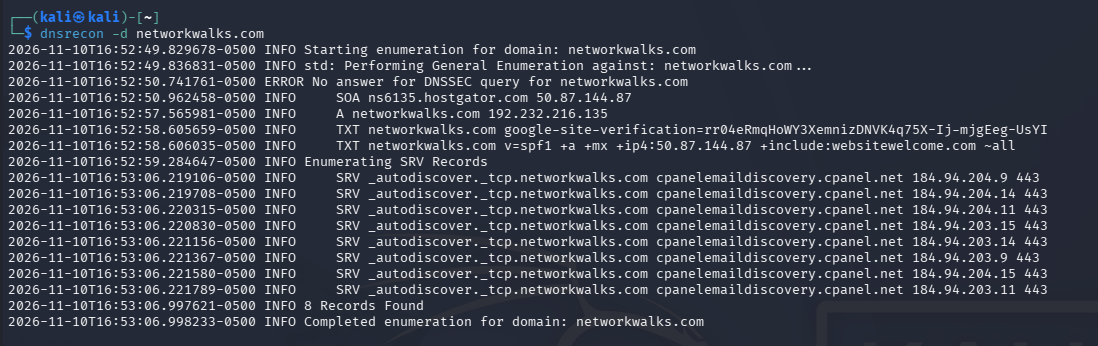 ┌──(kali㉿kali)-[~]
└─$ dnsrecon -d networkwalks.com
2026-11-10T16:52:49.829678-0500 INFO Starting enumeration for domain: networkwalks.com
2026-11-10T16:52:49.836831-0500 INFO std: Performing General Enumeration against: networkwalks.com...
2026-11-10T16:52:50.741761-0500 ERROR No answer for DNSSEC query for networkwalks.com
2026-11-10T16:52:50.962458-0500 INFO SOA ns6135.hostgator.com 50.87.144.87
2026-11-10T16:52:57.565981-0500 INFO A networkwalks.com 192.232.216.135
2026-11-10T16:52:58.605659-0500 INFO TXT networkwalks.com google-site-verification=rr04eRmqHoWY3XemnizDNVK4q75X-Ij-mjgEeg-UsYI
2026-11-10T16:52:58.606035-0500 INFO TXT networkwalks.com v=spf1 +a +mx +ip4:50.87.144.87 +include:websitewelcome.com ~all
2026-11-10T16:52:59.284647-0500 INFO Enumerating SRV Records
2026-11-10T16:53:06.219106-0500 INFO SRV _autodiscover._tcp.networkwalks.com cpanelemaildiscovery.cpanel.net 184.94.204.9 443
2026-11-10T16:53:06.219708-0500 INFO SRV _autodiscover._tcp.networkwalks.com cpanelemaildiscovery.cpanel.net 184.94.204.14 443
2026-11-10T16:53:06.220315-0500 INFO SRV _autodiscover._tcp.networkwalks.com cpanelemaildiscovery.cpanel.net 184.94.204.11 443
2026-11-10T16:53:06.220830-0500 INFO SRV _autodiscover._tcp.networkwalks.com cpanelemaildiscovery.cpanel.net 184.94.203.15 443
2026-11-10T16:53:06.221156-0500 INFO SRV _autodiscover._tcp.networkwalks.com cpanelemaildiscovery.cpanel.net 184.94.203.14 443
2026-11-10T16:53:06.221367-0500 INFO SRV _autodiscover._tcp.networkwalks.com cpanelemaildiscovery.cpanel.net 184.94.203.9 443
2026-11-10T16:53:06.221580-0500 INFO SRV _autodiscover._tcp.networkwalks.com cpanelemaildiscovery.cpanel.net 184.94.204.15 443
2026-11-10T16:53:06.221789-0500 INFO SRV _autodiscover._tcp.networkwalks.com cpanelemaildiscovery.cpanel.net 184.94.203.11 443
2026-11-10T16:53:06.997621-0500 INFO 8 Records Found
2026-11-10T16:53:06.998233-0500 INFO Completed enumeration for domain: networkwalks.com